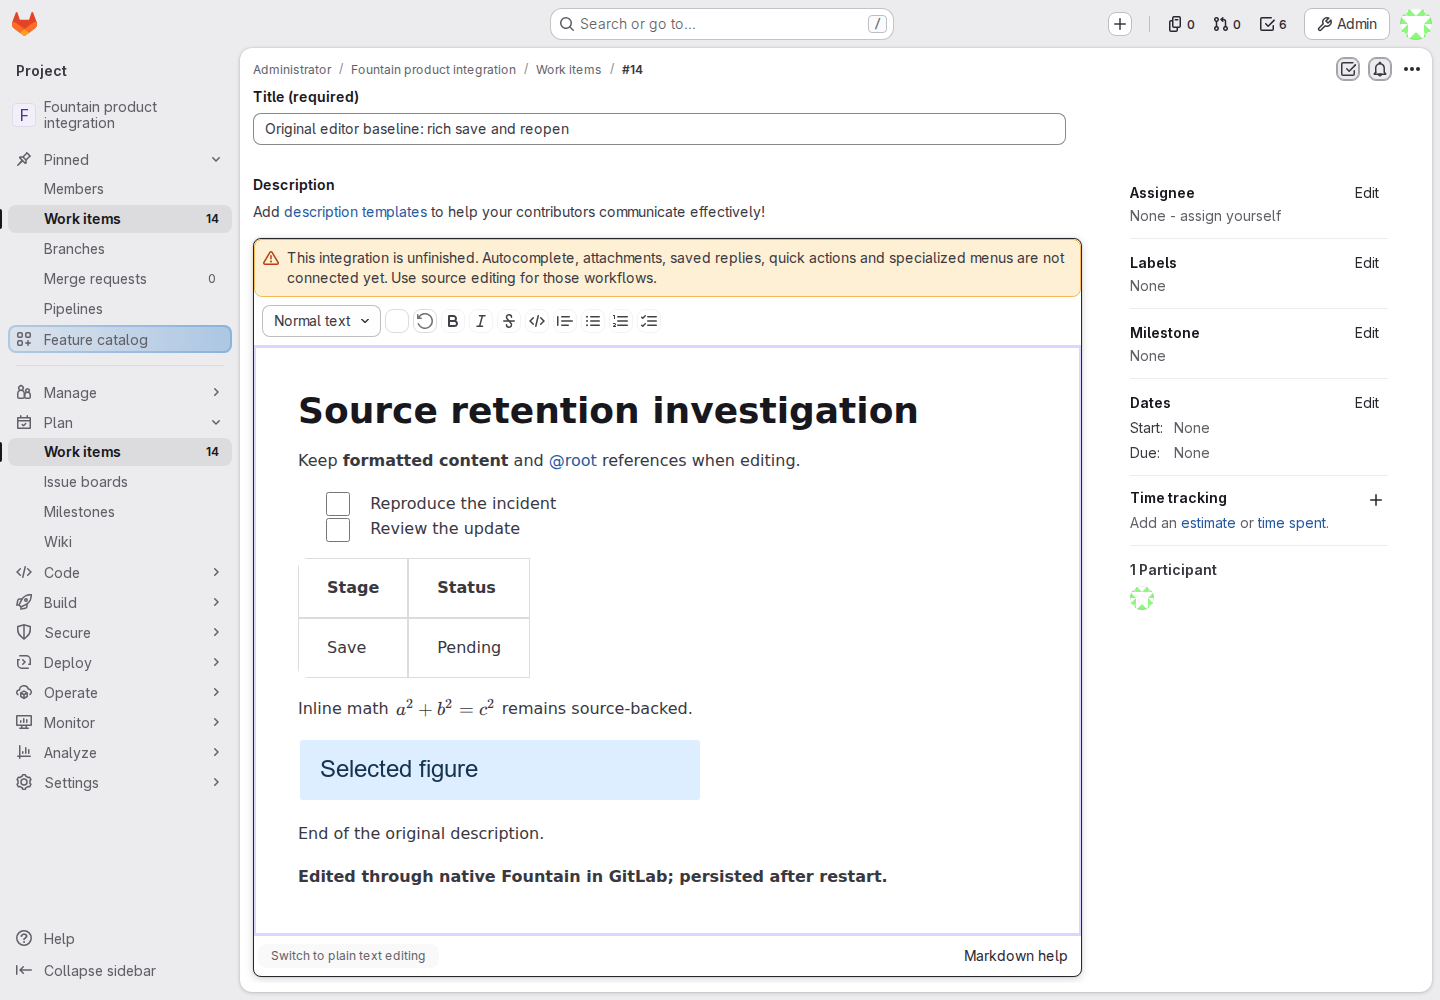 Search or go to...
/
0
0
6
Admin
Project
F
Fountain product
integration
Pinned
Members
Work items
14
Branches
Merge requests
0
Pipelines
Feature catalog
Manage
Plan
Work items
14
Issue boards
Milestones
Wiki
Code
Build
Secure
Deploy
Operate
Monitor
Analyze
Settings
Help
Collapse sidebar
Administrator / Fountain product integration / Work items / #14
Title (required)
Original editor baseline: rich save and reopen
Description
Add description templates to help your contributors communicate effectively!
This integration is unfinished. Autocomplete, attachments, saved replies, quick actions and specialized menus are not
connected yet. Use source editing for those workflows.
Normal text
Source retention investigation
Keep formatted content and @root references when editing.
Reproduce the incident
Review the update
Stage Status
Save Pending
Inline math a² + b² = c² remains source-backed.
Selected figure
End of the original description.
Edited through native Fountain in GitLab; persisted after restart.
Switch to plain text editing
Markdown help
Assignee
Edit
None - assign yourself
Labels
Edit
None
Milestone
Edit
None
Dates
Edit
Start: None
Due: None
Time tracking
Add an estimate or time spent.
1 Participant